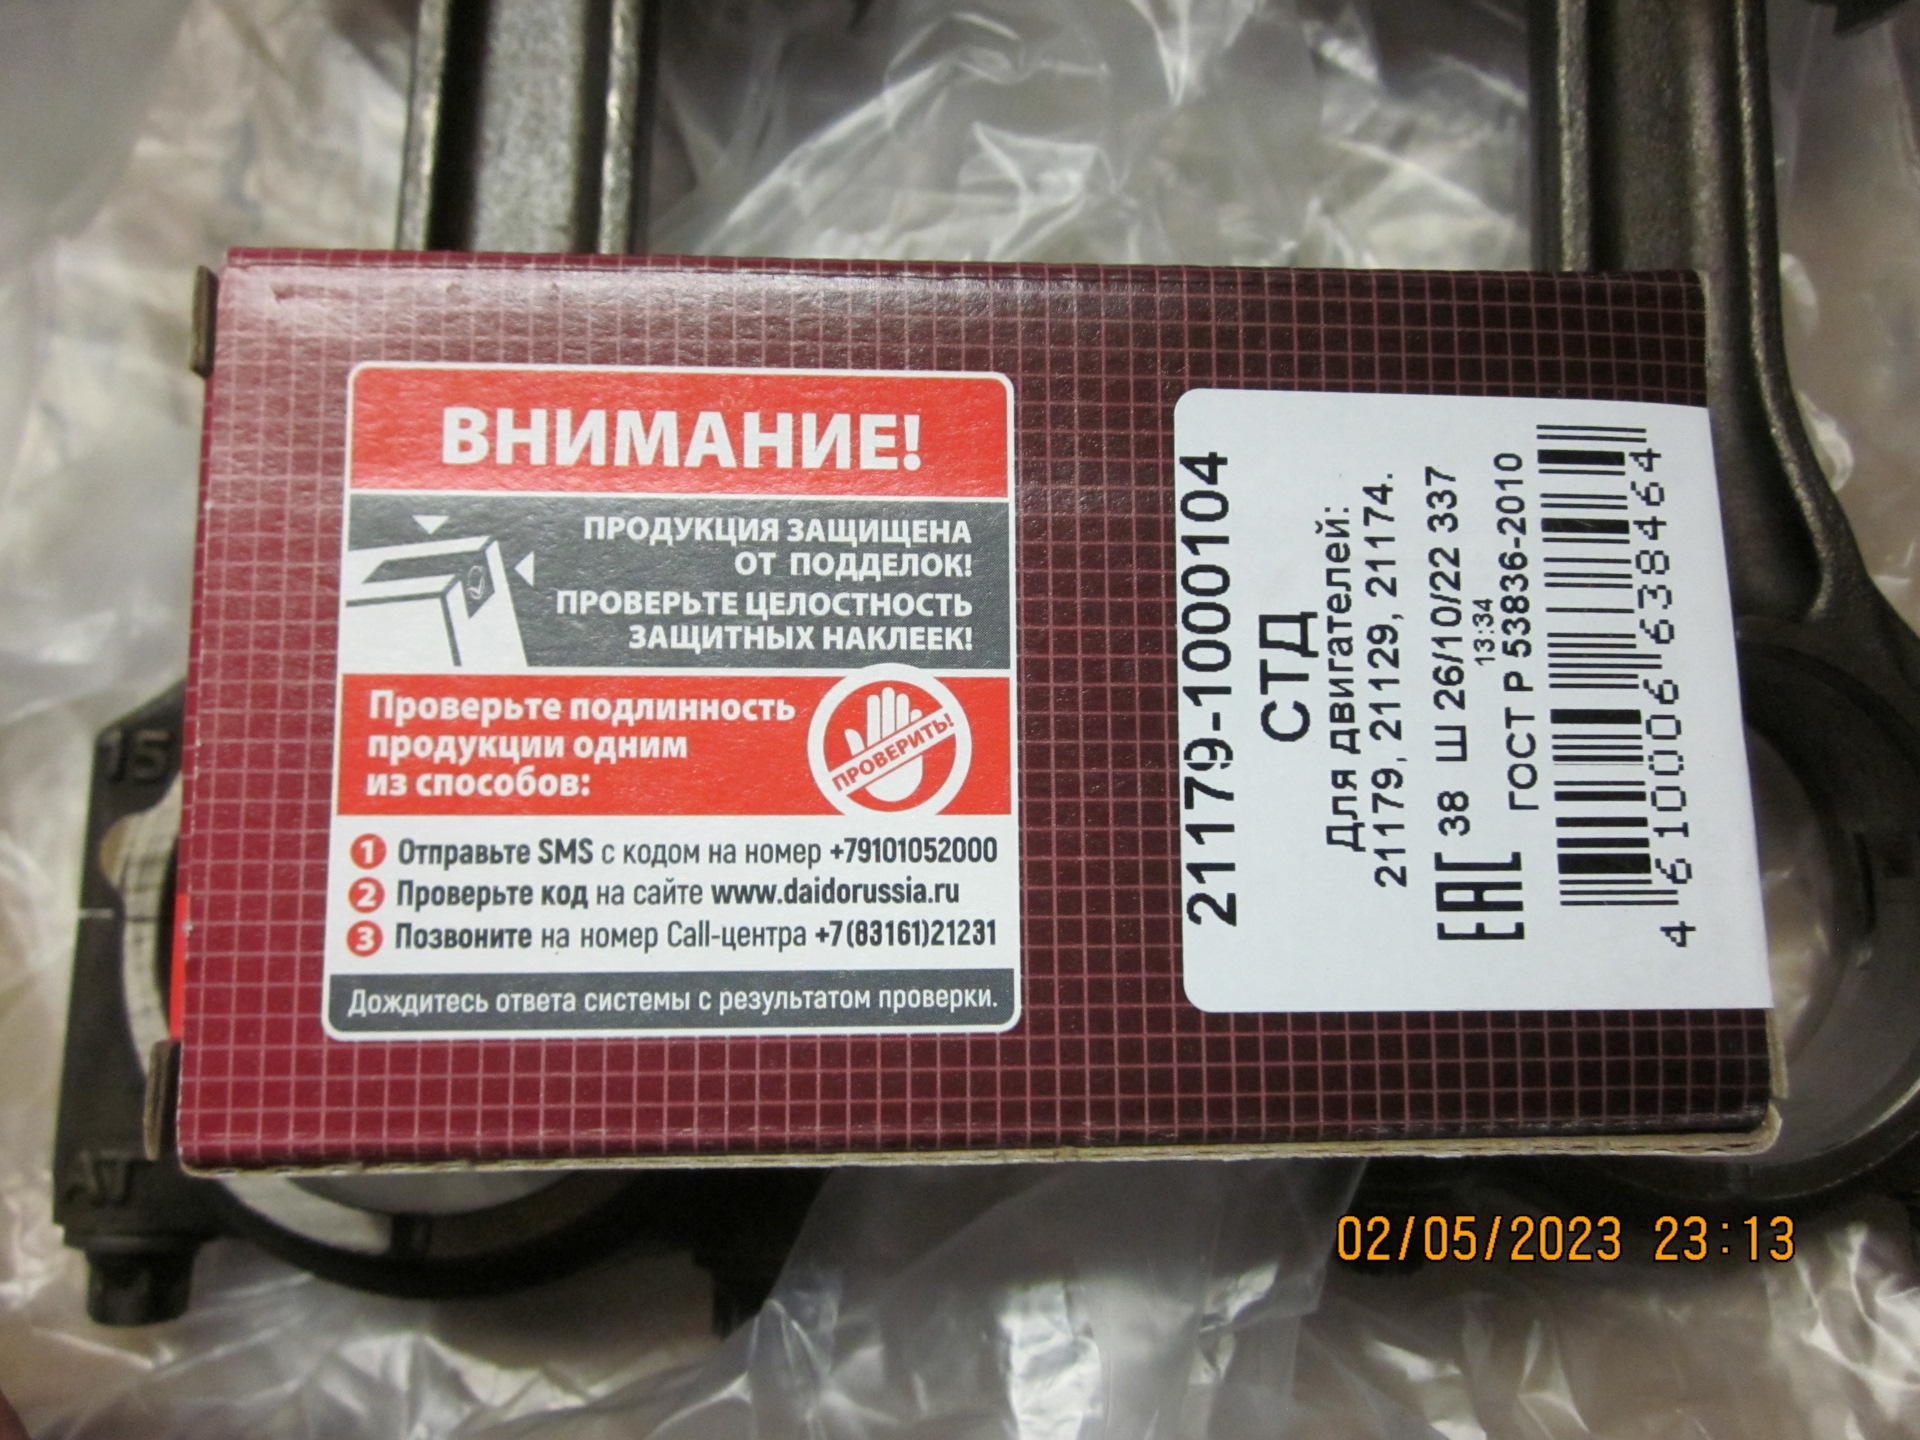 ВНИМАНИЕ!
ПРОДУКЦИЯ ЗАЩИЩЕНА
ОТ ПОДДЕЛОК!
ПРОВЕРЬТЕ ЦЕЛОСТНОСТЬ
ЗАЩИТНЫХ НАКЛЕЕК!
Проверьте подлинность
продукции одним
из способов:
ПРОВЕРИТЬ!
1 Отправьте SMS с кодом на номер +79101052000
2 Проверьте код на сайте www.daidorussia.ru
3 Позвоните на номер Call-центра +7(83161)21231
Дождитесь ответа системы с результатом проверки.
21179-1000104
СТД
Для двигателей:
21179, 21129, 21174.
ЕАС 38 Ш 26/10/22 337
13:34
ГОСТ Р 53836-2010
4 610006 638464
15
AT
02/05/2023 23:13